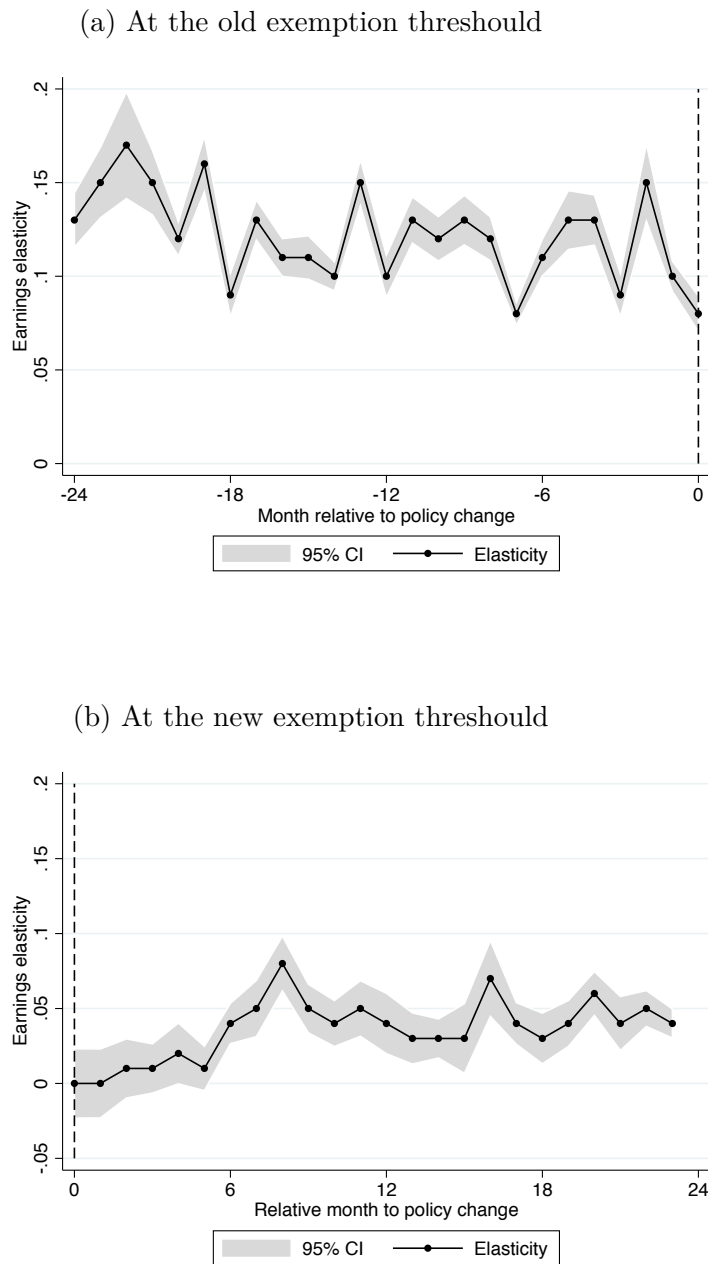 (a) At the old exemption threshould
.2
.15
.1
.05
0
Earnings elasticity
-24 -18 -12 -6 0
Month relative to policy change
95% CI Elasticity
(b) At the new exemption threshould
.2
.15
.1
.05
0
-.05
Earnings elasticity
0 6 12 18 24
Relative month to policy change
95% CI Elasticity